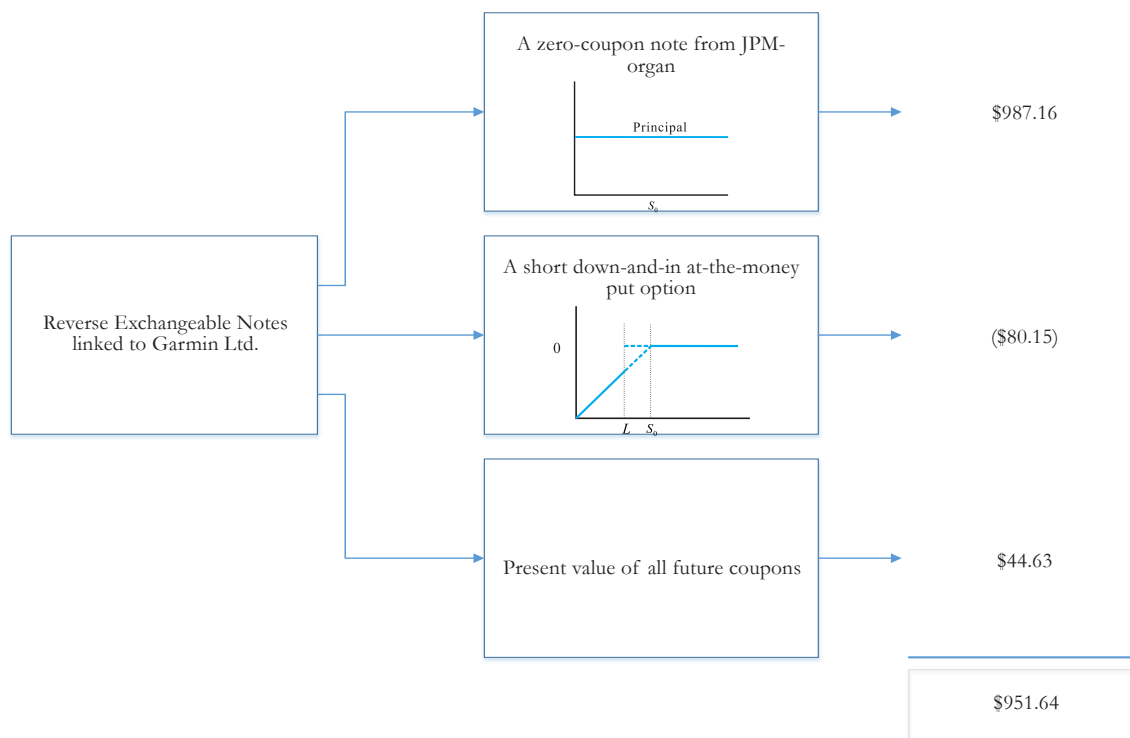 A zero-coupon note from JPM-
organ
Principal
S₀
$987.16
Reverse Exchangeable Notes
linked to Garmin Ltd.
A short down-and-in at-the-money
put option
0
L S₀
($80.15)
Present value of all future coupons
$44.63
$951.64